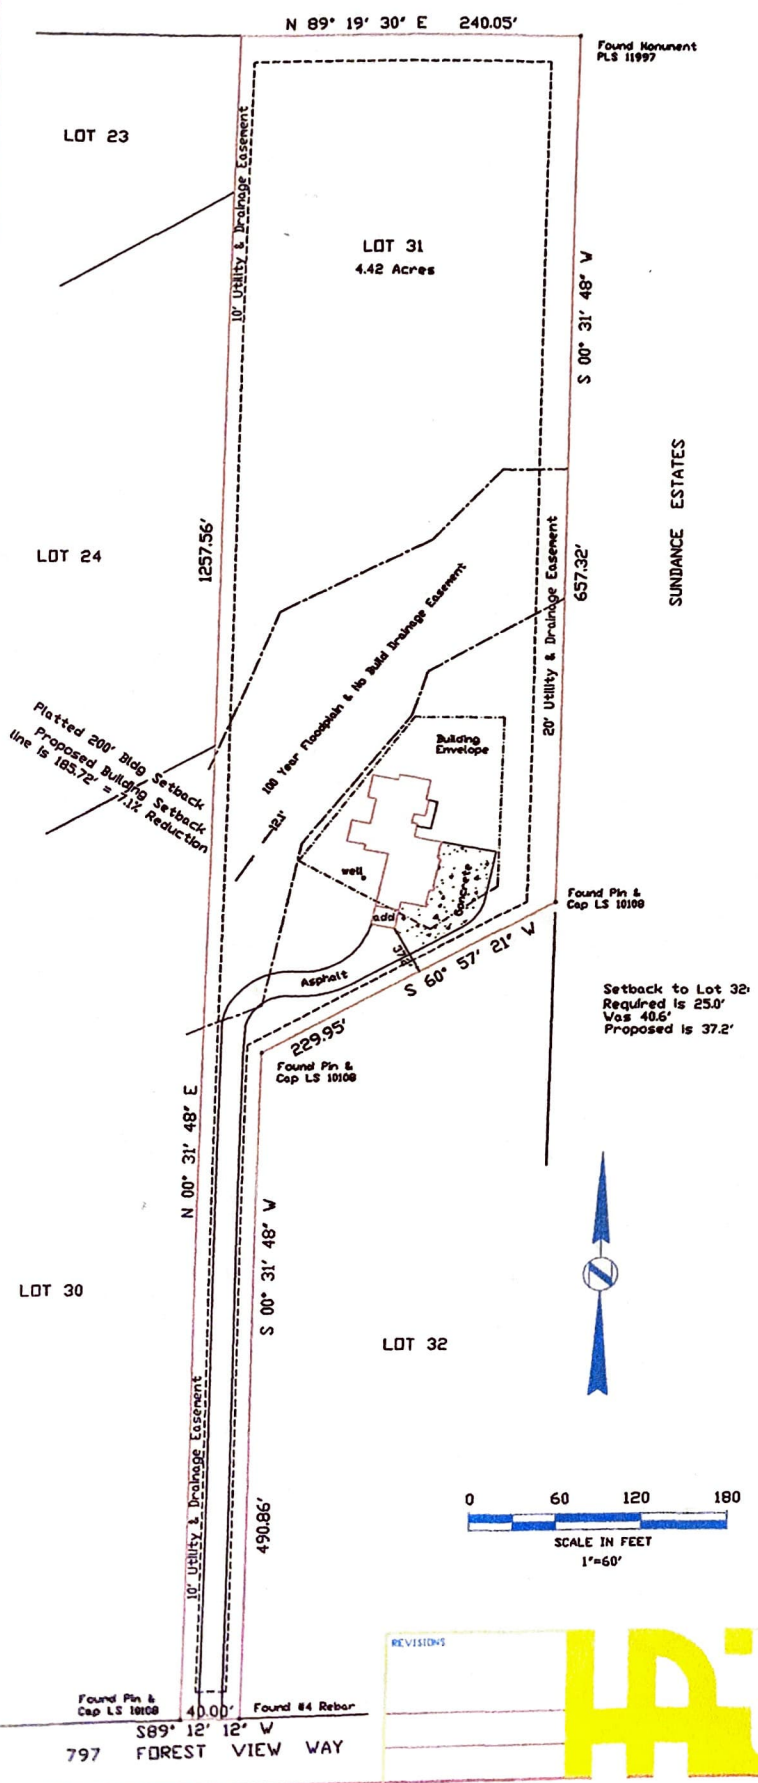 N 89° 19' 30" E 240.05'
Found Monument
PLS 11997
LOT 23
10' Utility & Drainage Easement
LOT 31
4.42 Acres
S 00° 31' 48" W
SUNDANCE ESTATES
LOT 24
1257.56'
657.32'
20' Utility & Drainage Easement
100 Year Floodplain & No Build Drainage Easement
Platted 200' Bldg Setback
Proposed Building Setback
line is 185.72' = 7.1% Reduction
Building
Envelope
12.1'
well
Concrete
add
37.2'
Found Pin &
Cap LS 10108
S 60° 57' 21" W
Asphalt
229.95'
Setback to Lot 32:
Required is 25.0'
Was 40.6'
Proposed is 37.2'
Found Pin &
Cap LS 10108
N 00° 31' 48" E
S 00° 31' 48" W
LOT 30
LOT 32
N
10' Utility & Drainage Easement
490.86'
0 60 120 180
SCALE IN FEET
1"=60'
REVISIONS
Found Pin &
Cap LS 10108
40.00'
Found #4 Rebar
S89° 12' 12" W
797 FOREST VIEW WAY